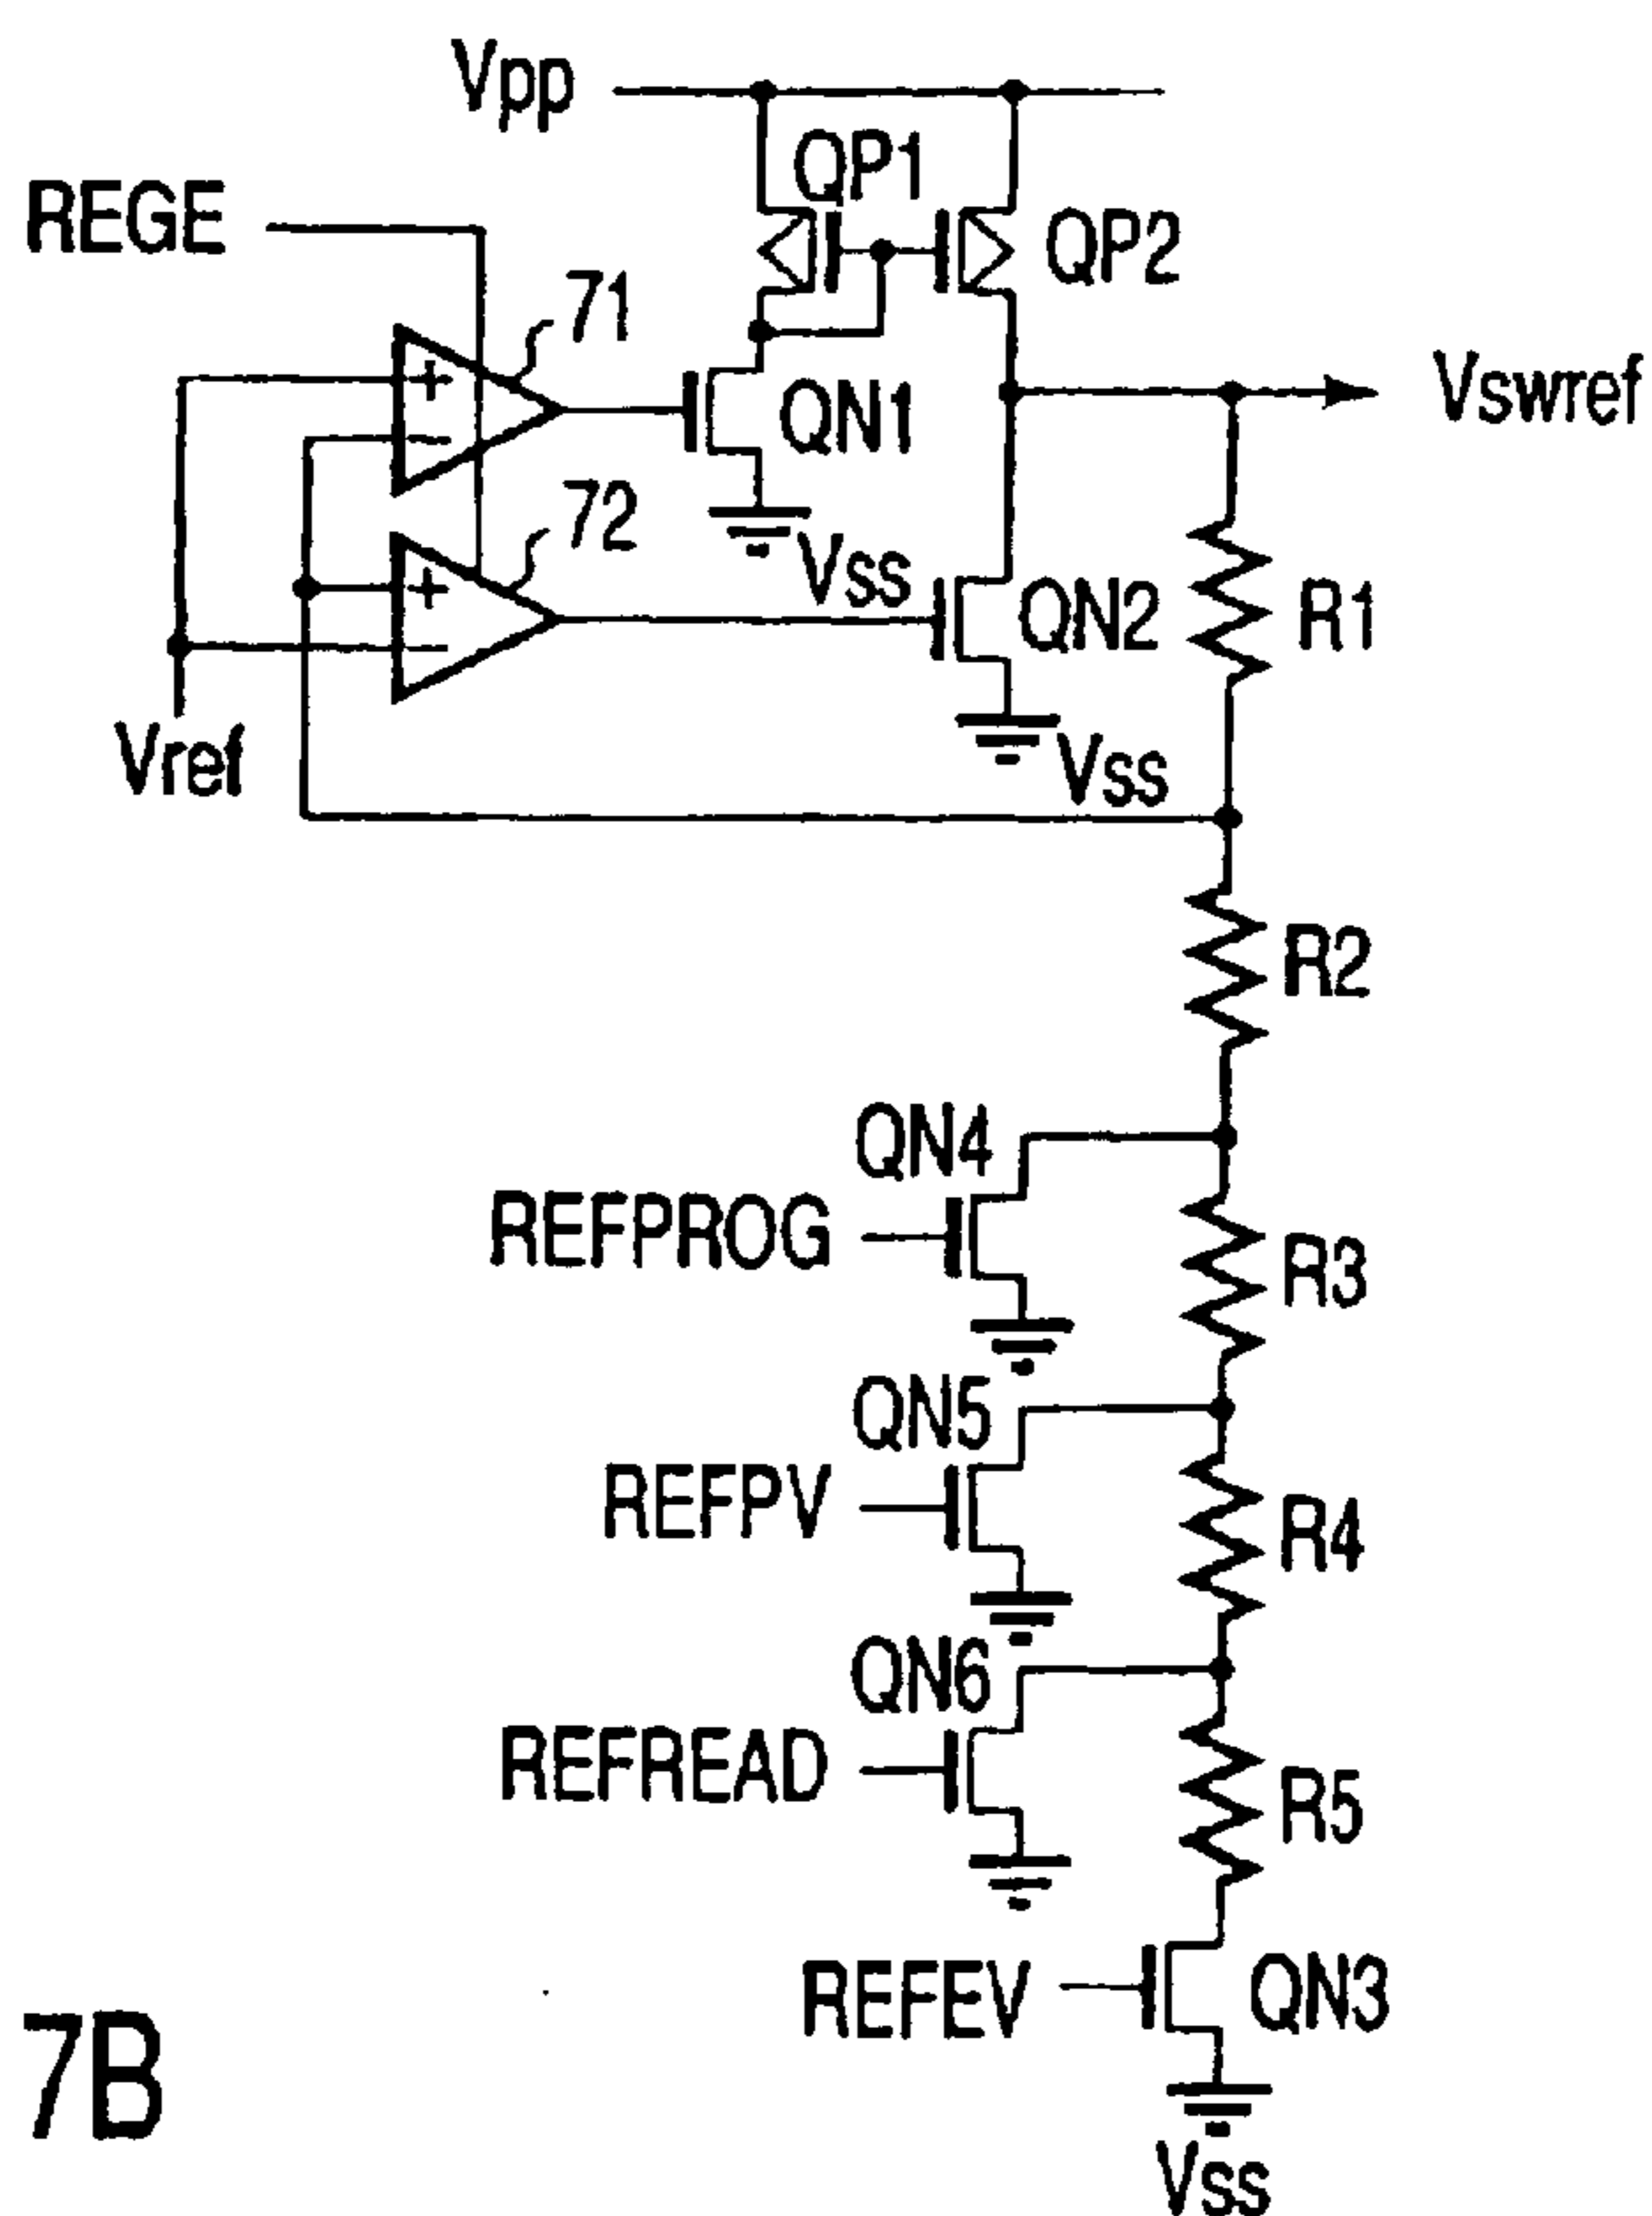 Vpp
QP1
REGE
QP2
71
Vswref
QN1
+
−
72
Vss
+
QN2
R1
−
Vref
Vss
R2
QN4
REFPROG
R3
QN5
REFPV
R4
QN6
REFREAD
R5
REFEV
QN3
7B
Vss